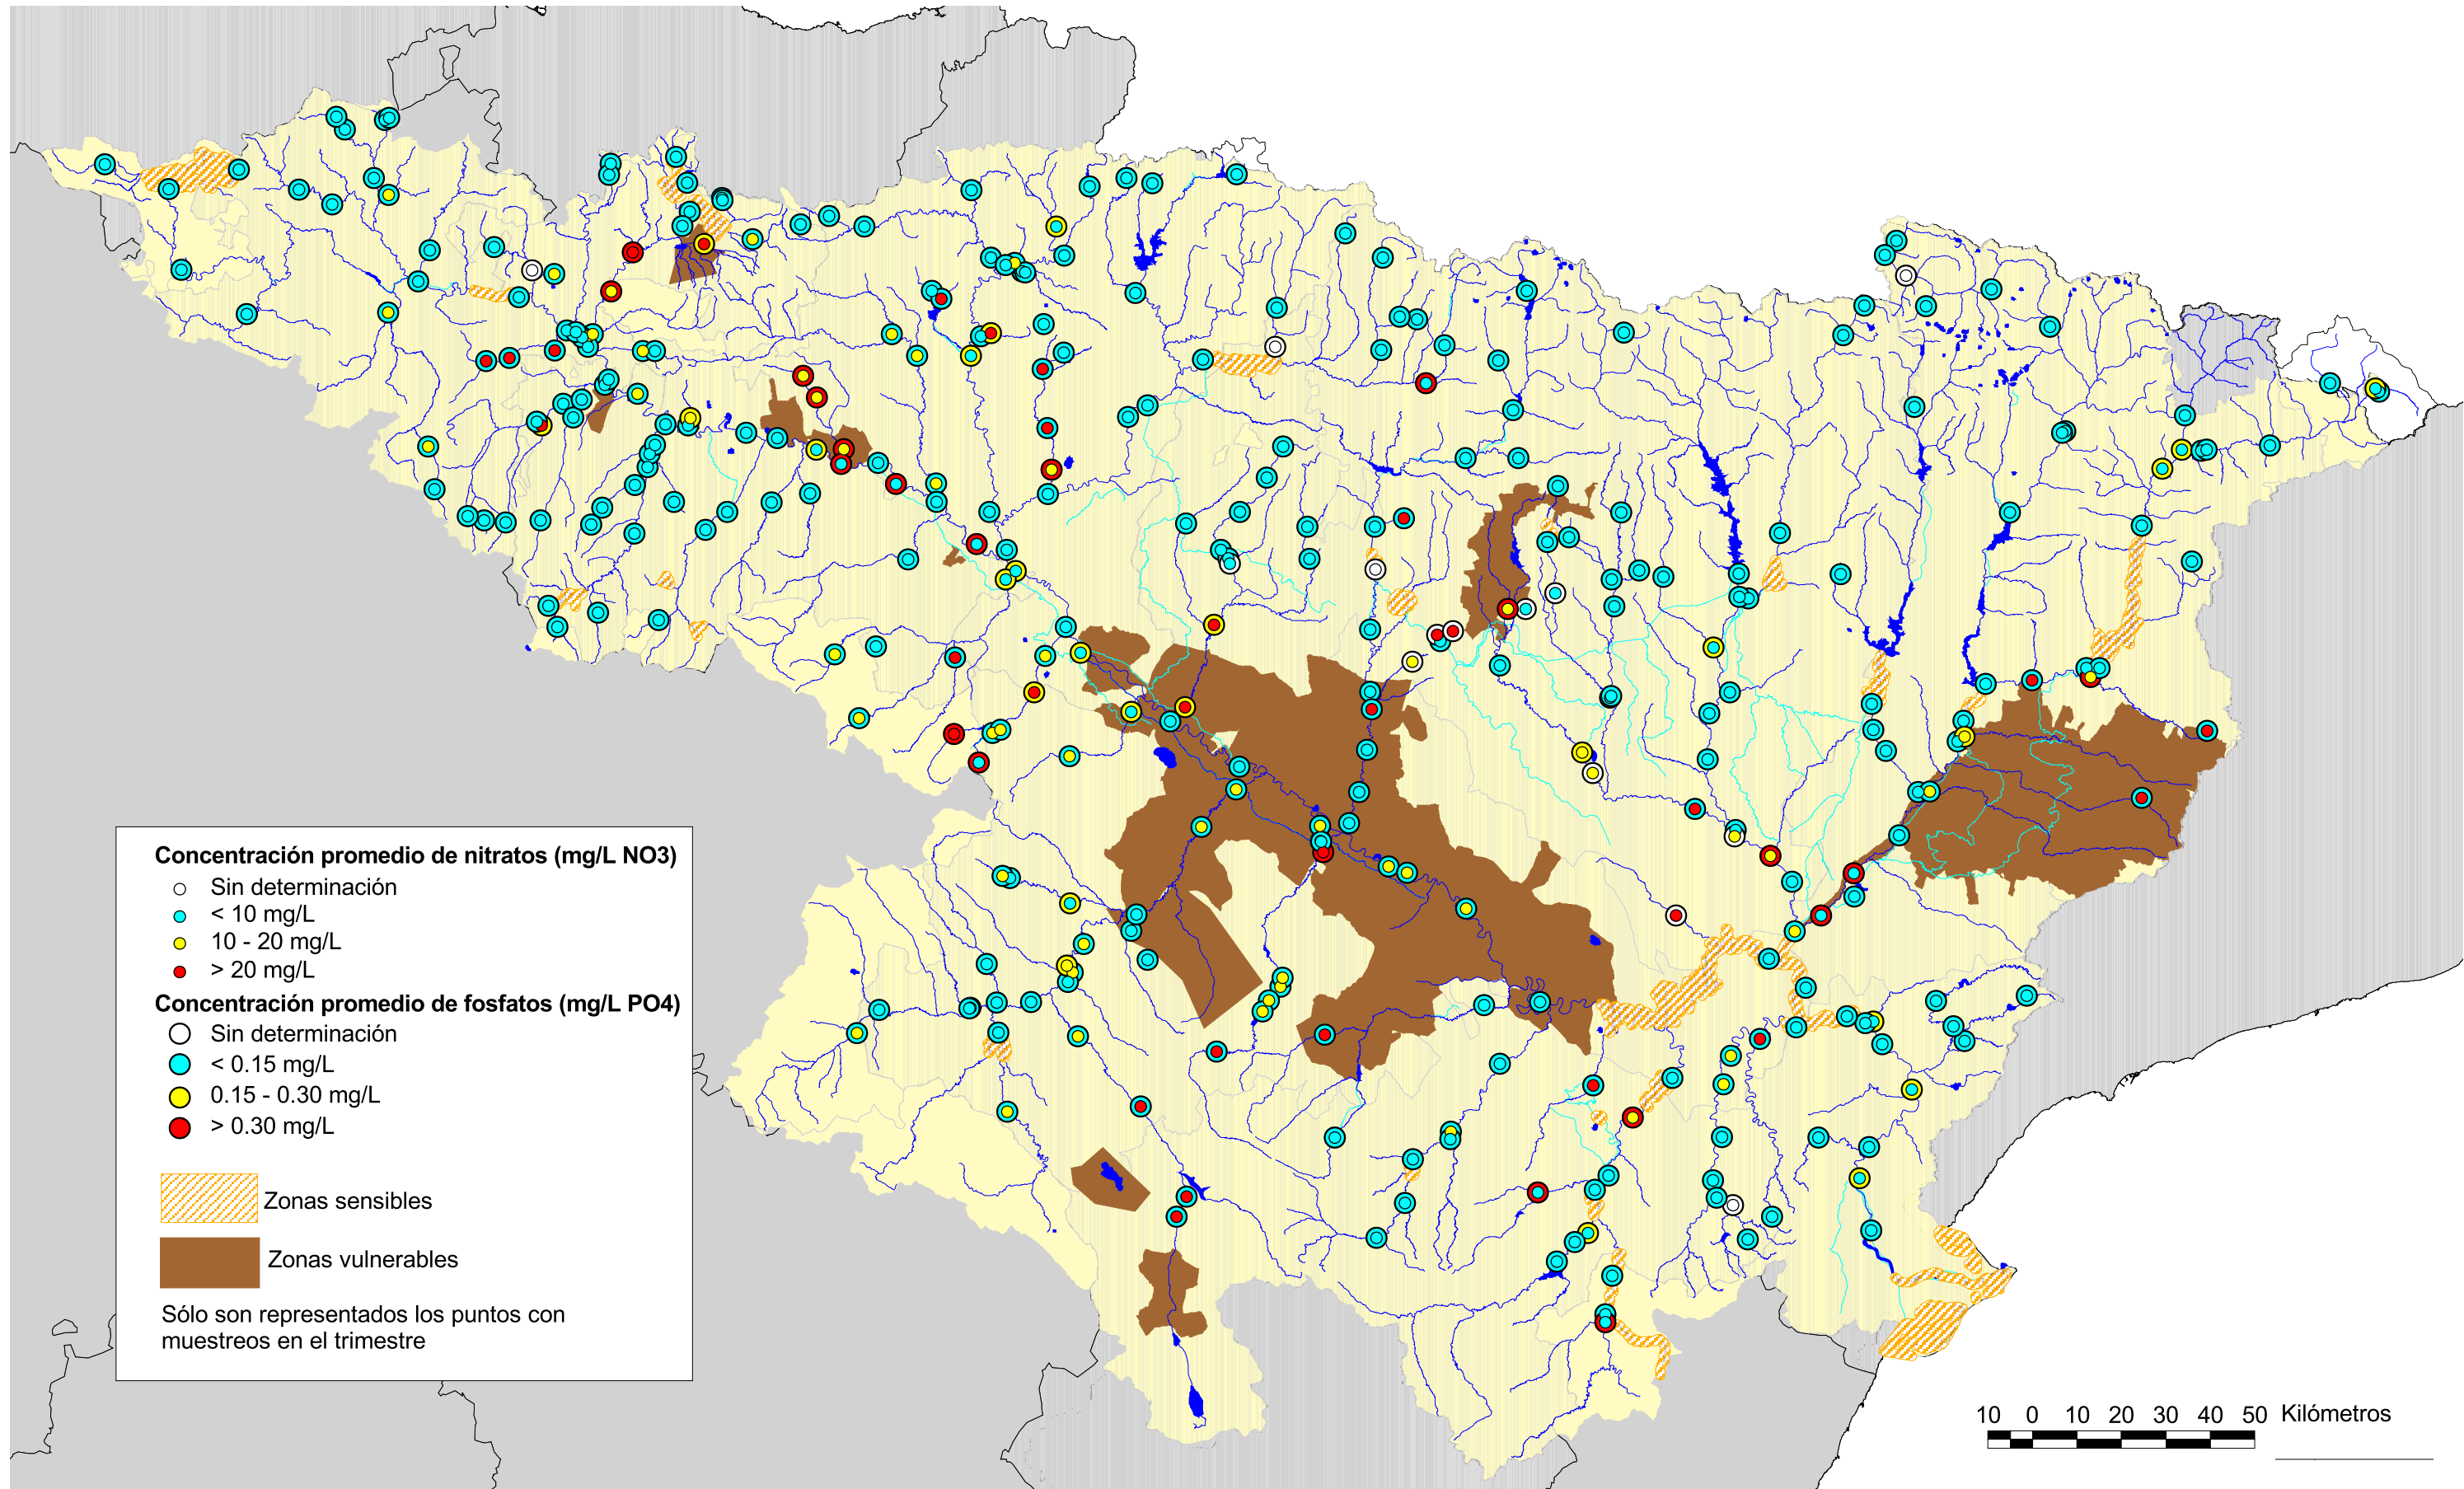 Concentración promedio de nitratos (mg/L NO3)
Sin determinación
< 10 mg/L
10 - 20 mg/L
> 20 mg/L
Concentración promedio de fosfatos (mg/L PO4)
Sin determinación
< 0.15 mg/L
0.15 - 0.30 mg/L
> 0.30 mg/L
Zonas sensibles
Zonas vulnerables
Sólo son representados los puntos con
muestreos en el trimestre
10 0 10 20 30 40 50 Kilómetros